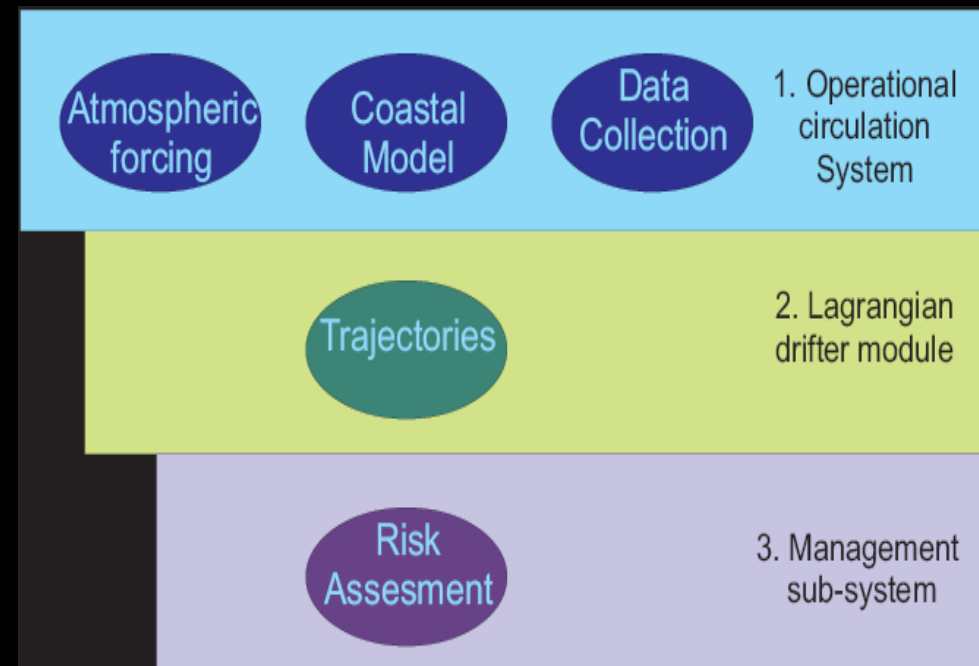 Atmospheric
forcing
Coastal
Model
Data
Collection
1. Operational
circulation
System
Trajectories
2. Lagrangian
drifter module
Risk
Assesment
3. Management
sub-system